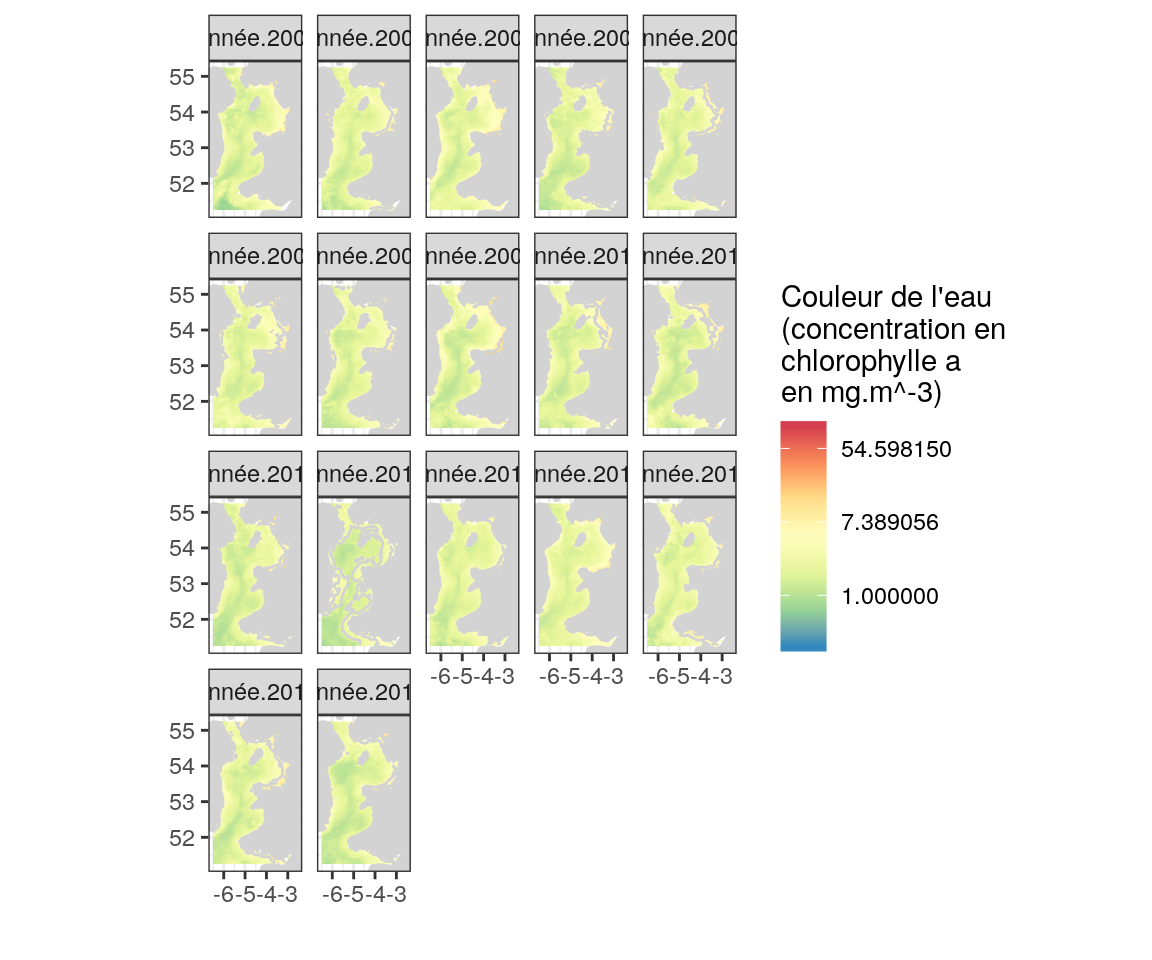 nnée.200 nnée.200 nnée.200 nnée.200 nnée.200
55
54
53
52
nnée.200 nnée.200 nnée.200 nnée.201 nnée.201
55
54
53
52
nnée.201 nnée.201 nnée.201 nnée.201 nnée.201
55
54
53
52
-6-5-4-3 -6-5-4-3 -6-5-4-3
nnée.201 nnée.201
55
54
53
52
-6-5-4-3 -6-5-4-3
Couleur de l'eau
(concentration en
chlorophylle a
en mg.m^-3)
54.598150
7.389056
1.000000